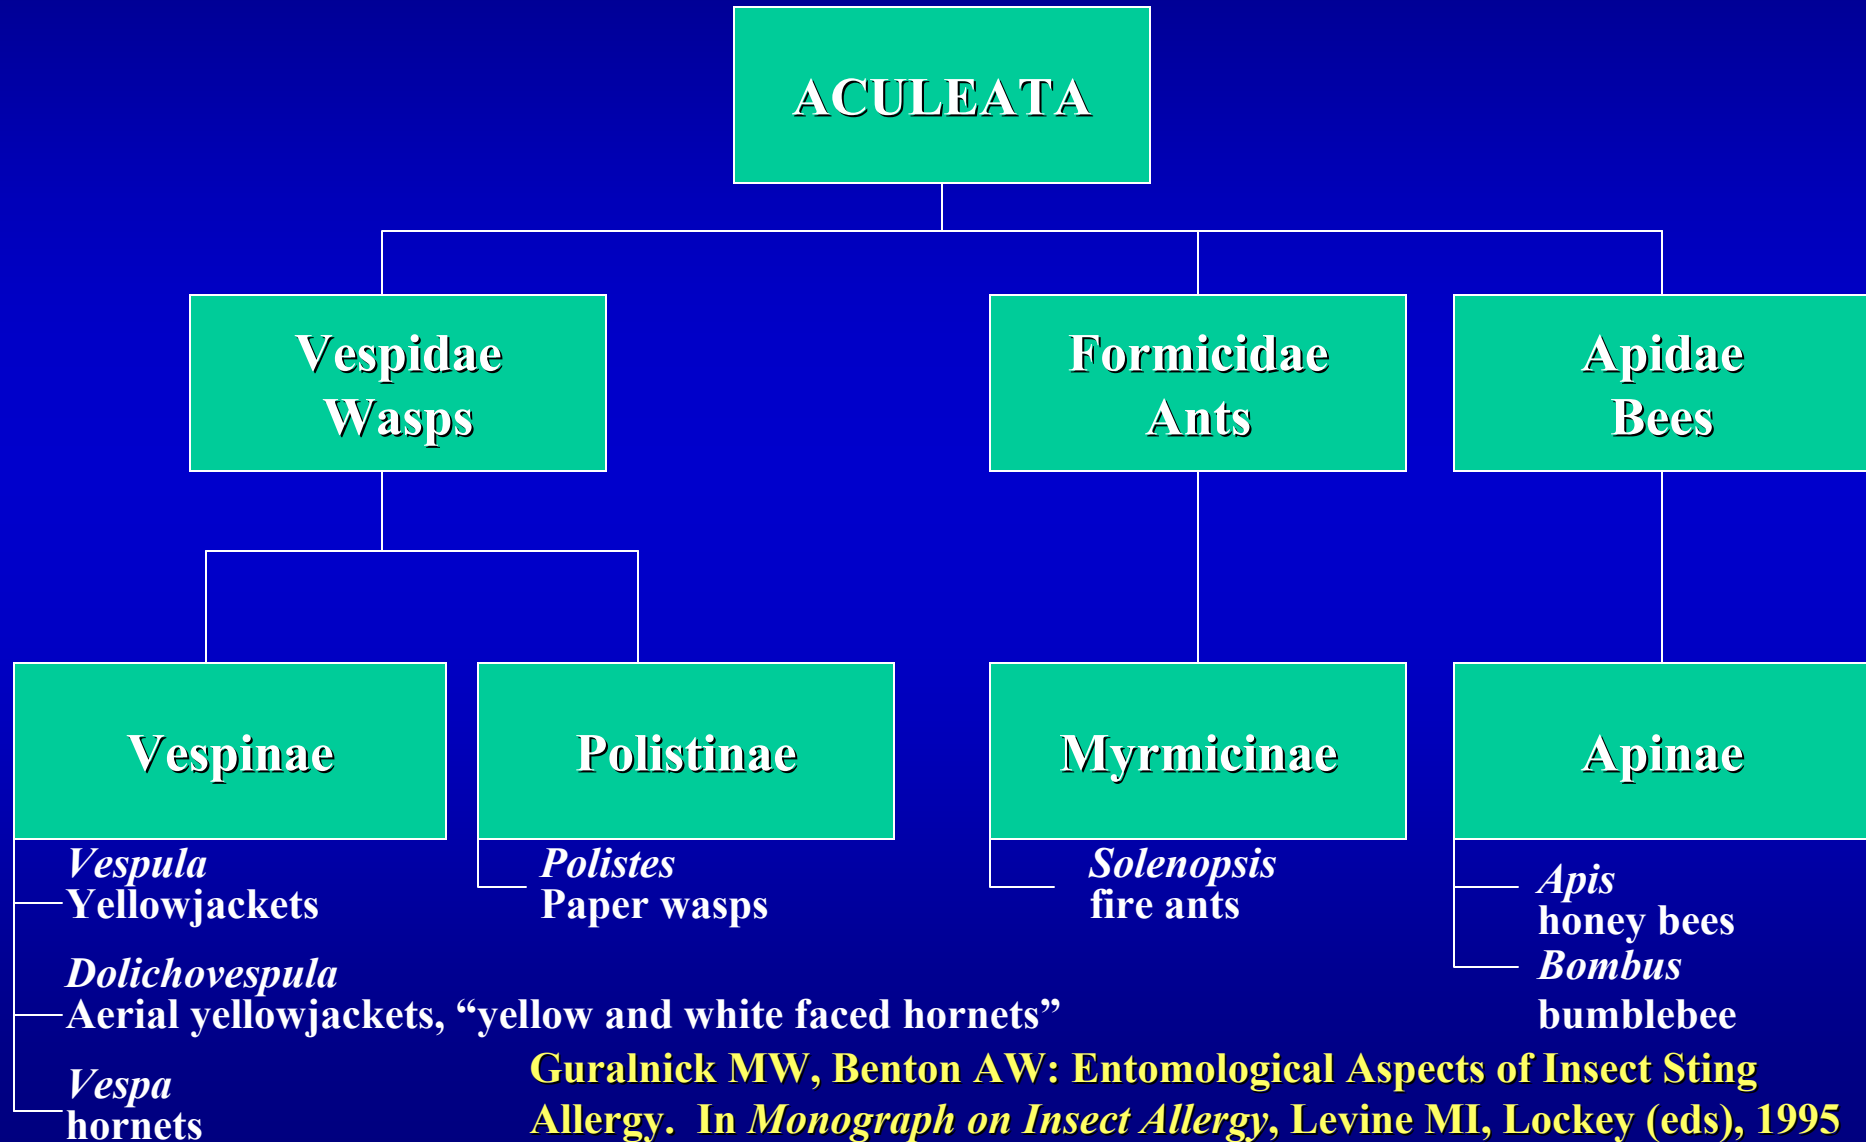 ACULEATA
Vespidae
Wasps
Formicidae
Ants
Apidae
Bees
Vespinae
Polistinae
Myrmicinae
Apinae
Vespula
Yellowjackets
Dolichovespula
Aerial yellowjackets, “yellow and white faced hornets”
Vespa
hornets
Polistes
Paper wasps
Solenopsis
fire ants
Apis
honey bees
Bombus
bumblebee
Guralnick MW, Benton AW: Entomological Aspects of Insect Sting
Allergy.  In Monograph on Insect Allergy, Levine MI, Lockey (eds), 1995